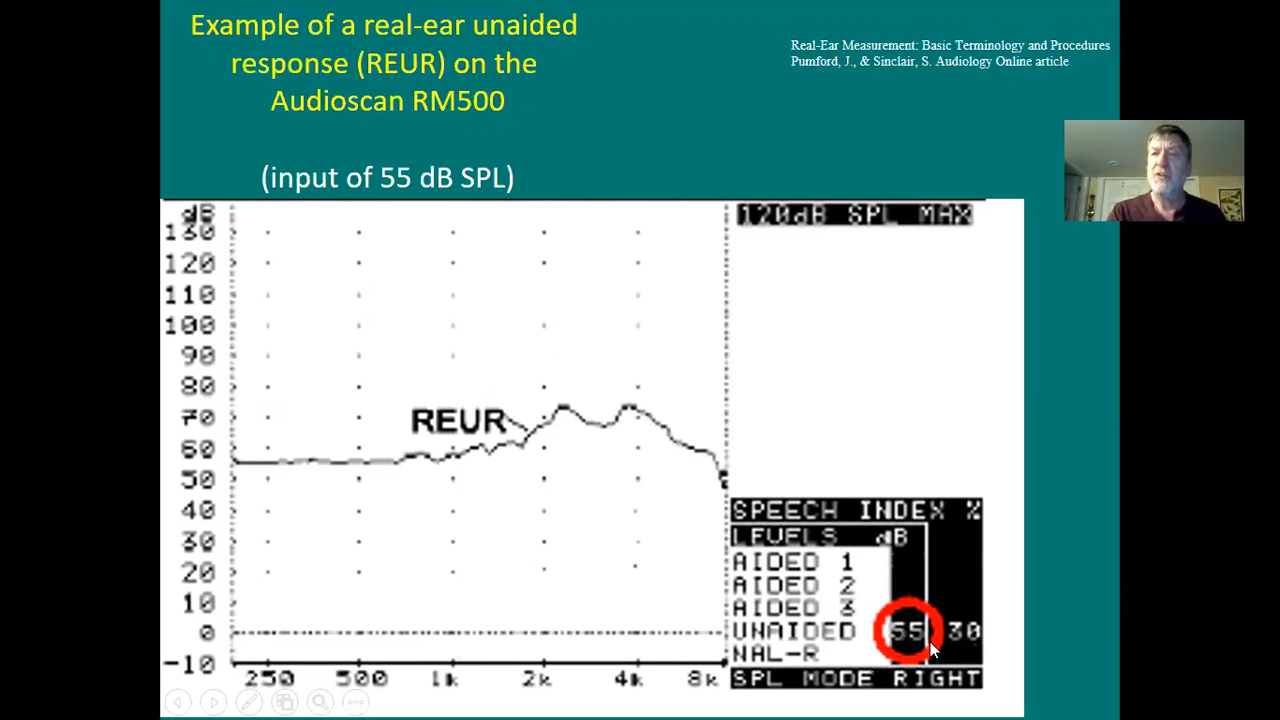 Example of a real-ear unaided
response (REUR) on the
Audioscan RM500
(input of 55 dB SPL)
Real-Ear Measurement: Basic Terminology and Procedures
Pumford, J., & Sinclair, S. Audiology Online article
dB
130
120
110
100
90
80
70
60
50
40
30
20
10
0
-10
250 500 1k 2k 4k 8k
REUR
120dB SPL MAX
SPEECH INDEX %
LEVELS dB
AIDED 1
AIDED 2
AIDED 3
UNAIDED 55 30
NAL-R
SPL MODE RIGHT